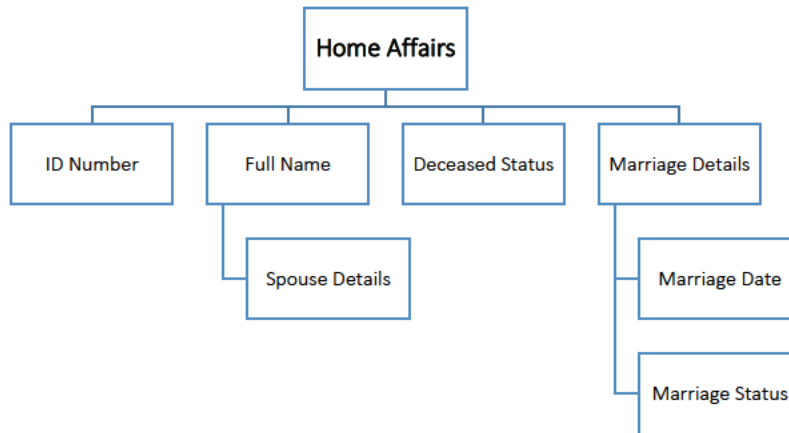 Home Affairs
ID Number
Full Name
Deceased Status
Marriage Details
Spouse Details
Marriage Date
Marriage Status